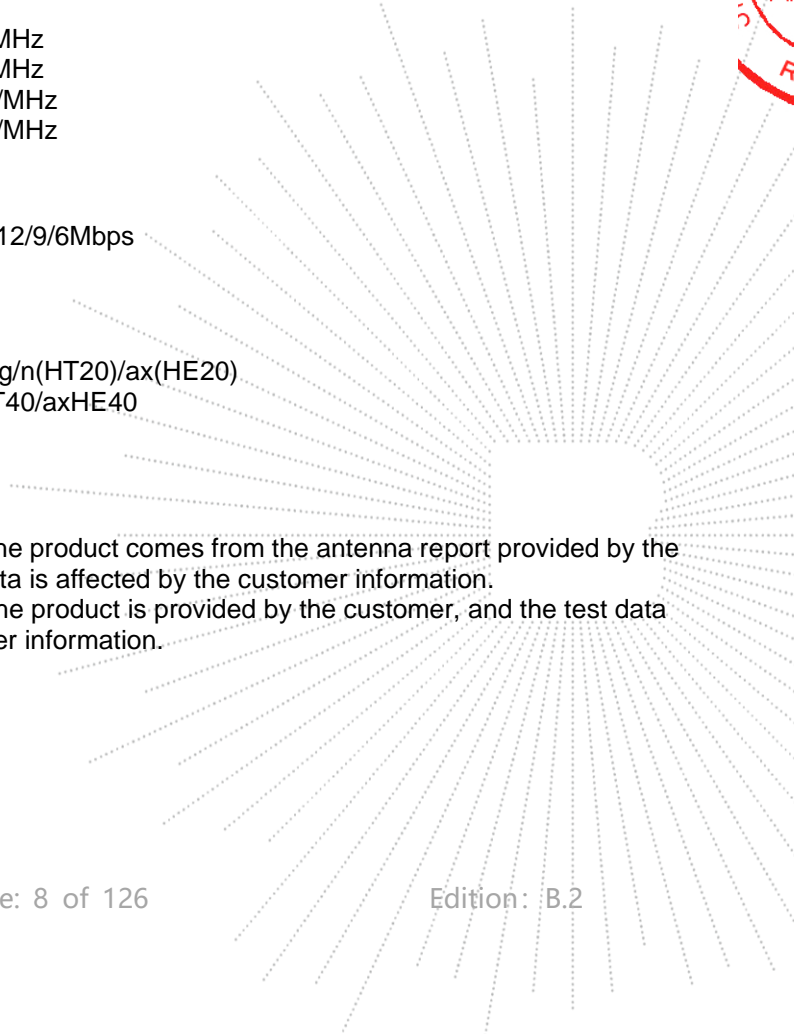 MHz
MHz
/MHz
/MHz
12/9/6Mbps
g/n(HT20)/ax(HE20)
T40/axHE40
ne product comes from the antenna report provided by the
ta is affected by the customer information.
ne product is provided by the customer, and the test data
er information.
e: 8 of 126 Edition: B.2